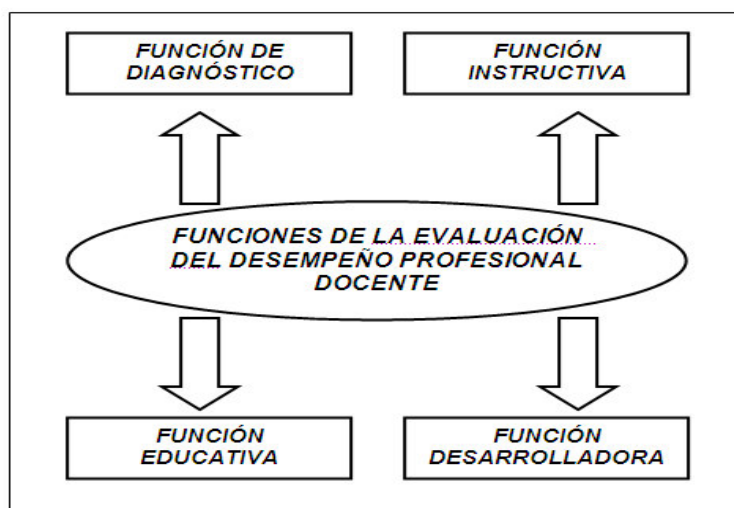 FUNCIÓN DE
DIAGNÓSTICO
FUNCIÓN
INSTRUCTIVA
FUNCIONES DE LA EVALUACIÓN
DEL DESEMPEÑO PROFESIONAL
DOCENTE
FUNCIÓN
EDUCATIVA
FUNCIÓN
DESARROLLADORA